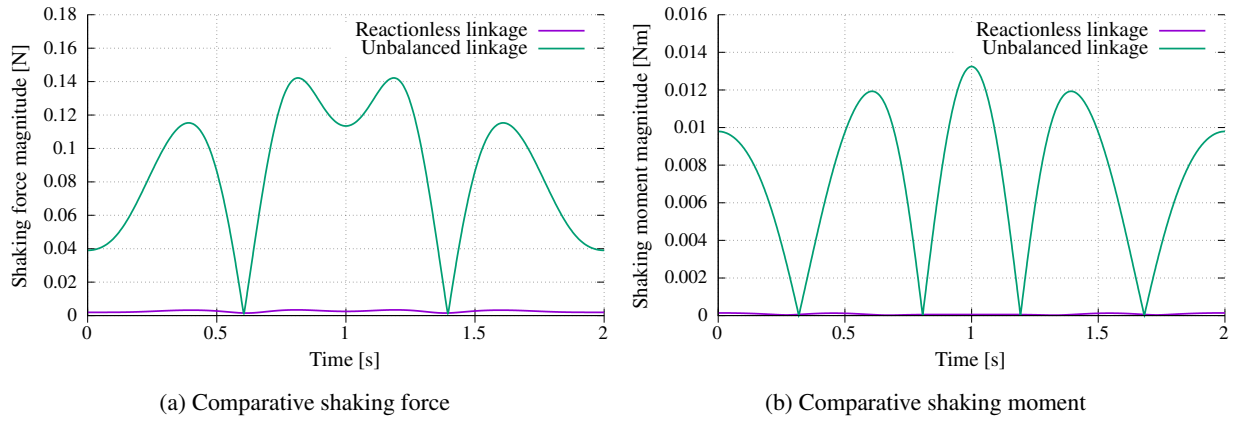 Shaking force magnitude [N]
0.18
0.16
0.14
0.12
0.1
0.08
0.06
0.04
0.02
0
Reactionless linkage
Unbalanced linkage
0 0.5 1 1.5 2
Time [s]
(a) Comparative shaking force
Shaking moment magnitude [Nm]
0.016
0.014
0.012
0.01
0.008
0.006
0.004
0.002
0
Reactionless linkage
Unbalanced linkage
0 0.5 1 1.5 2
Time [s]
(b) Comparative shaking moment